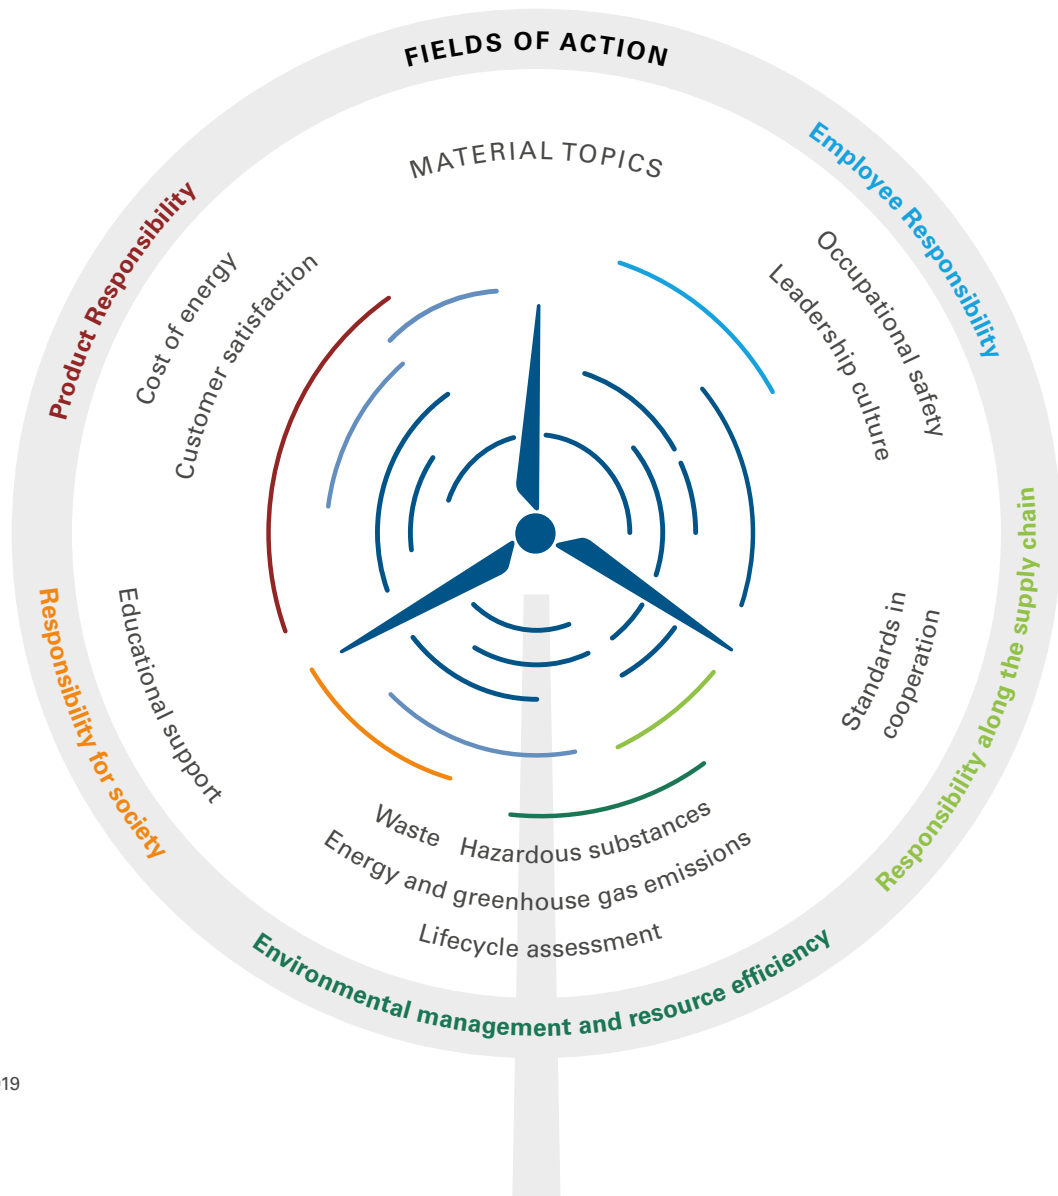 FIELDS OF ACTION
MATERIAL TOPICS
Employee Responsibility
Occupational safety
Leadership culture
Responsibility along the supply chain
Standards in
cooperation
Environmental management and resource efficiency
Waste
Hazardous substances
Energy and greenhouse gas emissions
Lifecycle assessment
Responsibility for society
Educational support
Product Responsibility
Cost of energy
Customer satisfaction